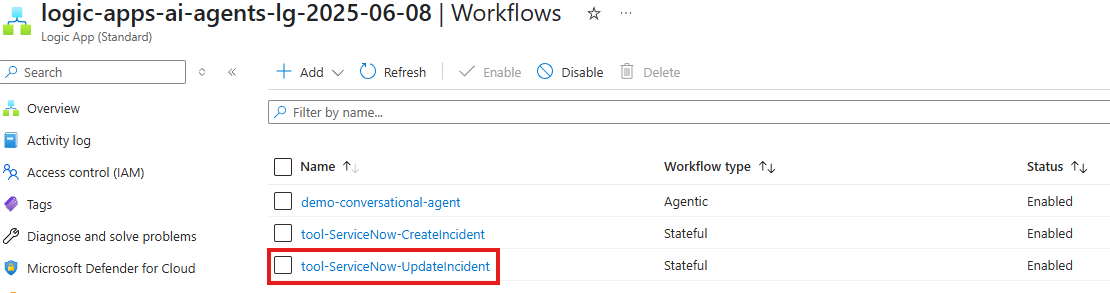 logic-apps-ai-agents-lg-2025-06-08 | Workflows
Logic App (Standard)
Search
Add Refresh Enable Disable Delete
Overview
Filter by name...
Activity log
Access control (IAM)
Name Workflow type Status
Tags
demo-conversational-agent Agentic Enabled
Diagnose and solve problems
tool-ServiceNow-CreateIncident Stateful Enabled
Microsoft Defender for Cloud
tool-ServiceNow-UpdateIncident Stateful Enabled